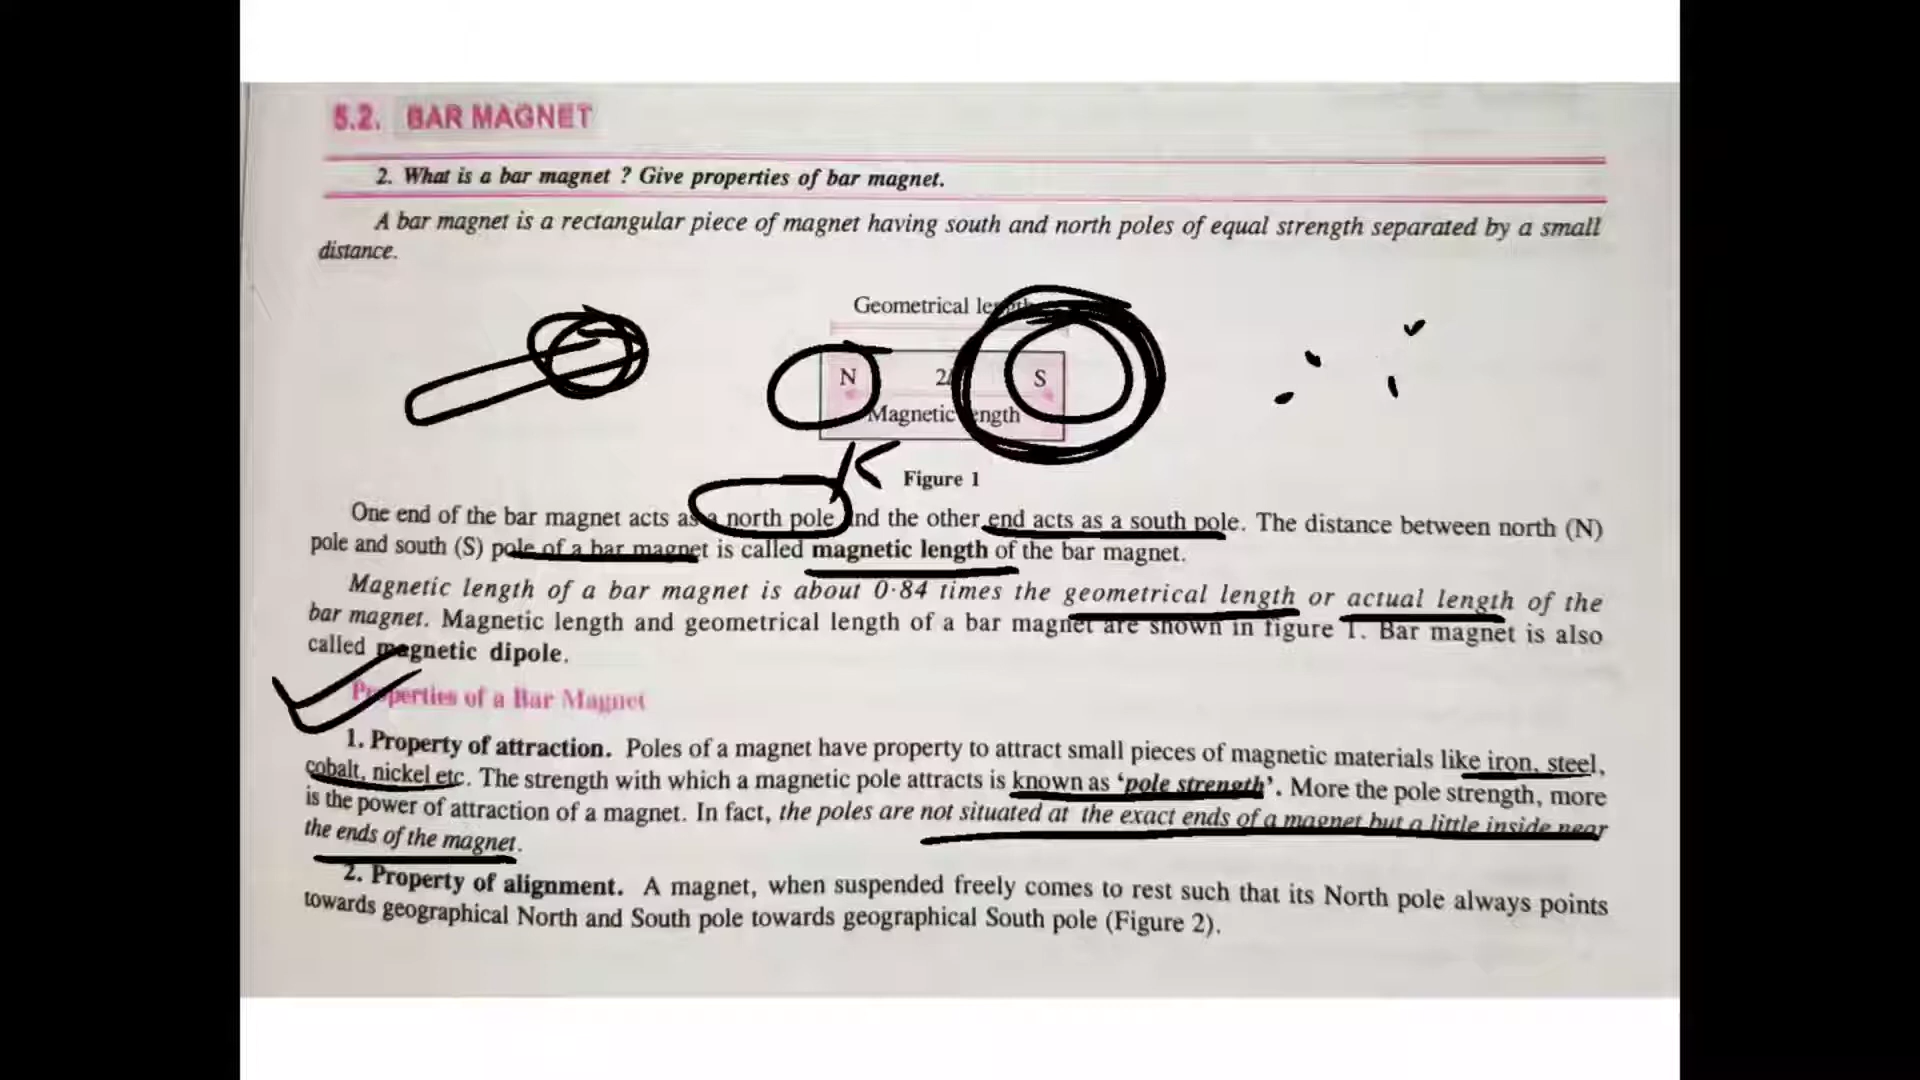 5.2. BAR MAGNET
2. What is a bar magnet ? Give properties of bar magnet.
A bar magnet is a rectangular piece of magnet having south and north poles of equal strength separated by a small
distance.
Geometrical length
N 2l S
Magnetic length
Figure 1
One end of the bar magnet acts as a north pole and the other end acts as a south pole. The distance between north (N)
pole and south (S) pole of a bar magnet is called magnetic length of the bar magnet.
Magnetic length of a bar magnet is about 0·84 times the geometrical length or actual length of the
bar magnet. Magnetic length and geometrical length of a bar magnet are shown in figure 1. Bar magnet is also
called magnetic dipole.
Properties of a Bar Magnet
1. Property of attraction. Poles of a magnet have property to attract small pieces of magnetic materials like iron, steel,
cobalt, nickel etc. The strength with which a magnetic pole attracts is known as ‘pole strength’. More the pole strength, more
is the power of attraction of a magnet. In fact, the poles are not situated at the exact ends of a magnet but a little inside near
the ends of the magnet.
2. Property of alignment. A magnet, when suspended freely comes to rest such that its North pole always points
towards geographical North and South pole towards geographical South pole (Figure 2).